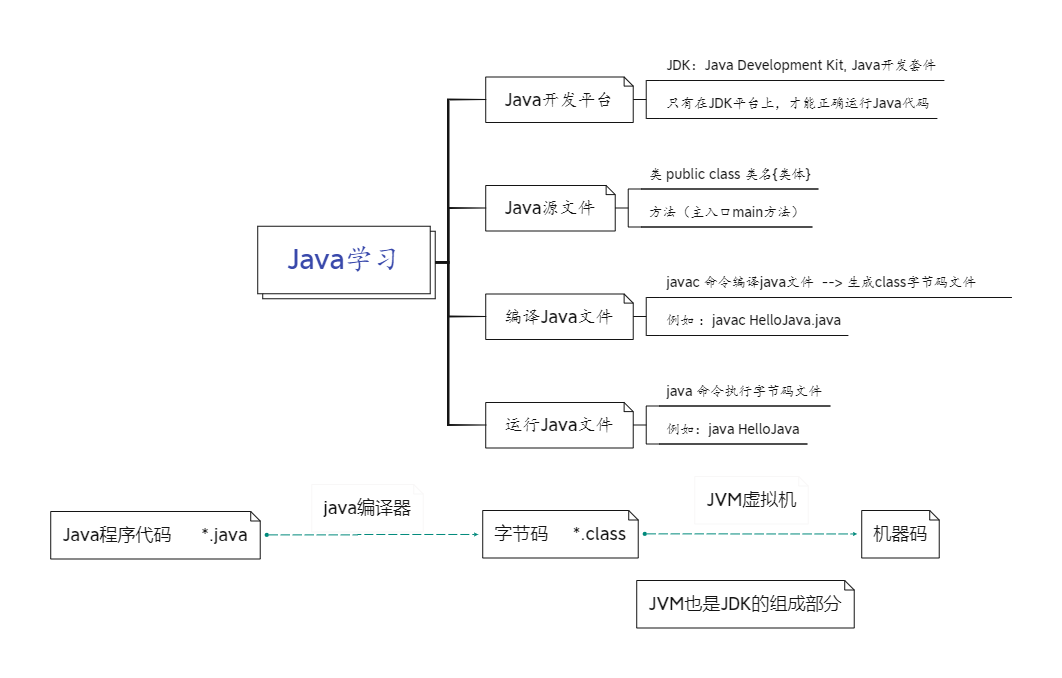 JDK：Java Development Kit, Java开发套件
Java开发平台
只有在JDK平台上，才能正确运行Java代码
类 public class 类名{类体}
Java源文件
方法（主入口main方法）
Java学习
javac 命令编译java文件 --> 生成class字节码文件
编译Java文件
例如 ：javac HelloJava.java
java 命令执行字节码文件
运行Java文件
例如：java HelloJava
java编译器
JVM虚拟机
Java程序代码 *.java
字节码 *.class
机器码
JVM也是JDK的组成部分